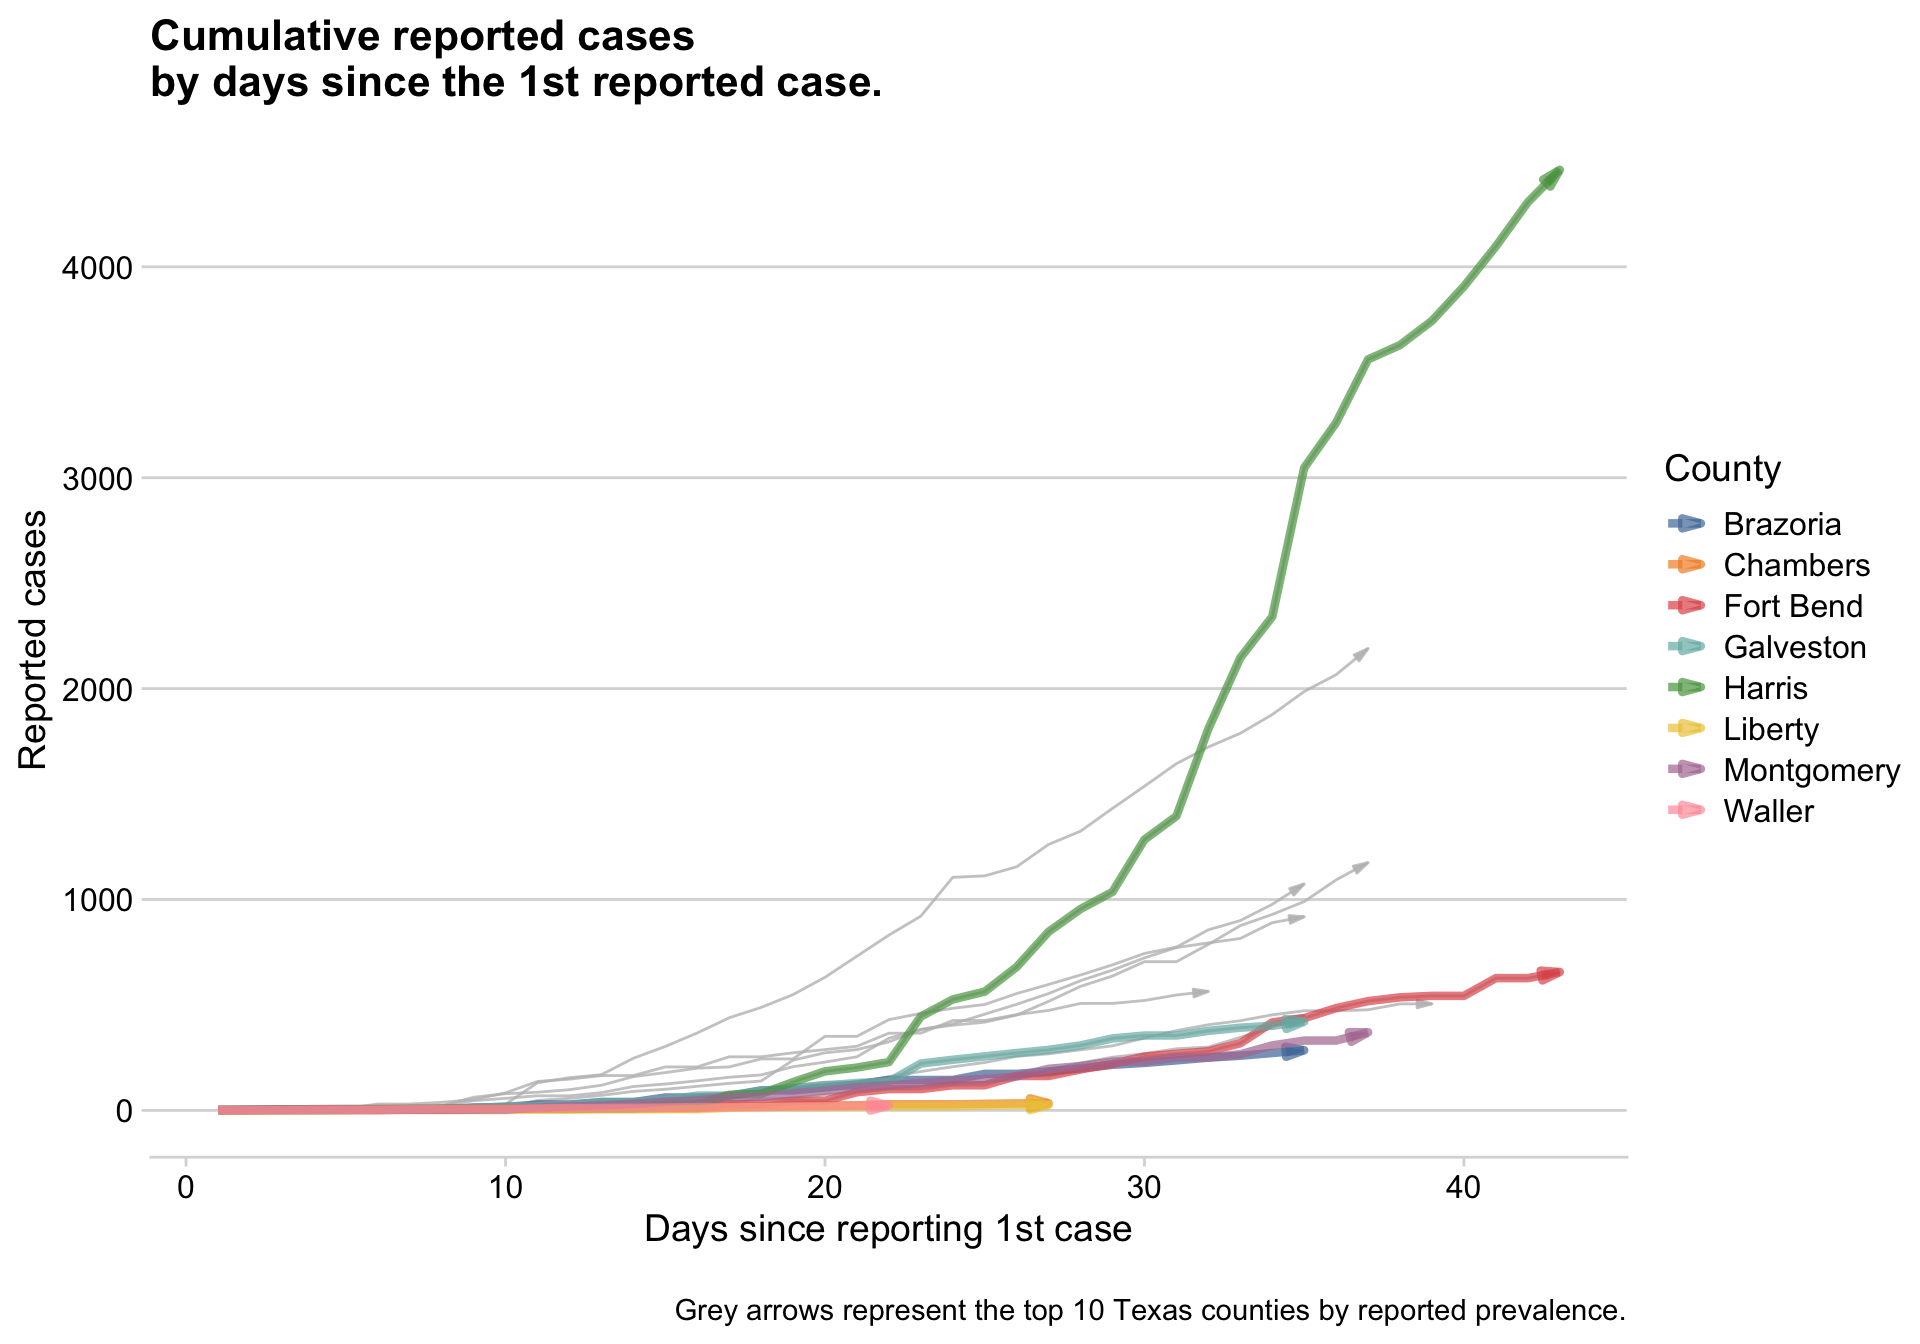 Cumulative reported cases
by days since the 1st reported case.
Reported cases
4000
3000
2000
1000
0
0 10 20 30 40
Days since reporting 1st case
County
Brazoria
Chambers
Fort Bend
Galveston
Harris
Liberty
Montgomery
Waller
Grey arrows represent the top 10 Texas counties by reported prevalence.